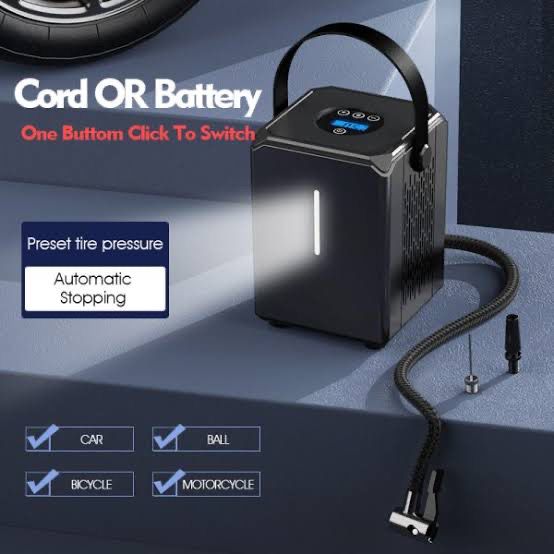 Cord OR Battery
One Buttom Click To Switch
Preset tire pressure
Automatic
Stopping
CAR
BALL
BICYCLE
MOTORCYCLE